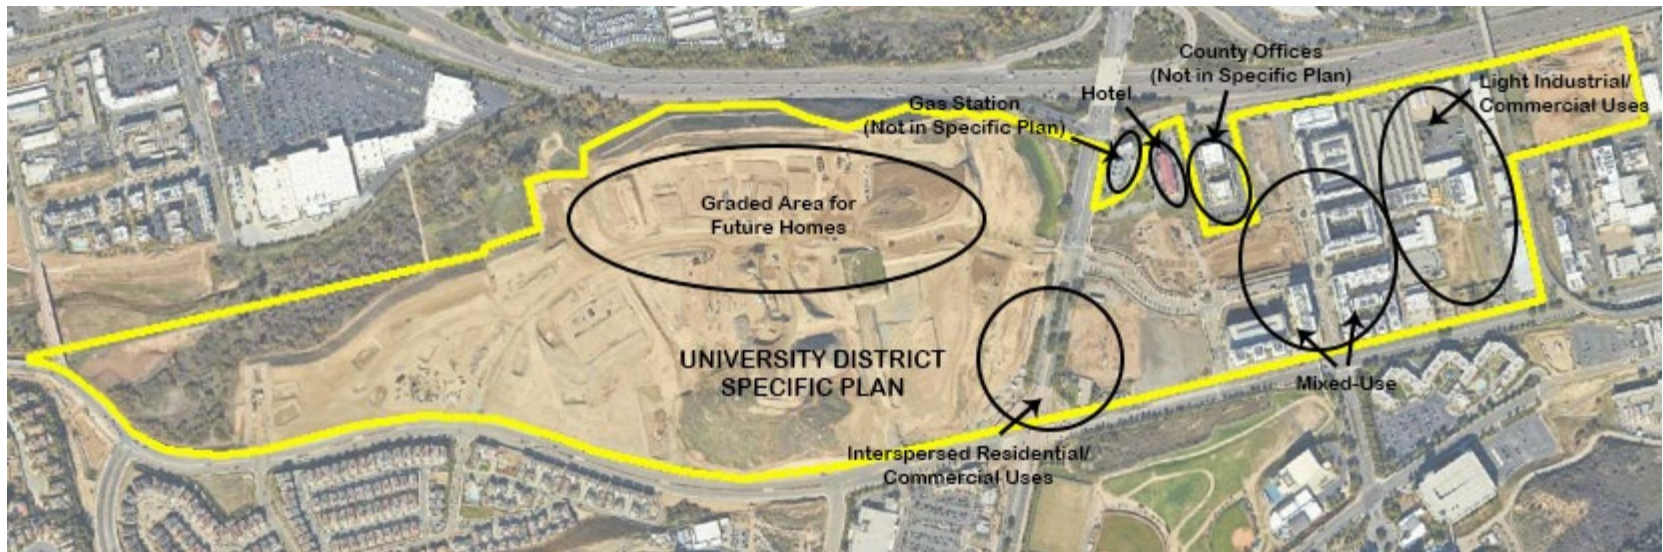 County Offices
(Not in Specific Plan)
Light Industrial/
Commercial Uses
Hotel
Gas Station
(Not in Specific Plan)
Graded Area for
Future Homes
UNIVERSITY DISTRICT
SPECIFIC PLAN
Mixed-Use
Interspersed Residential/
Commercial Uses